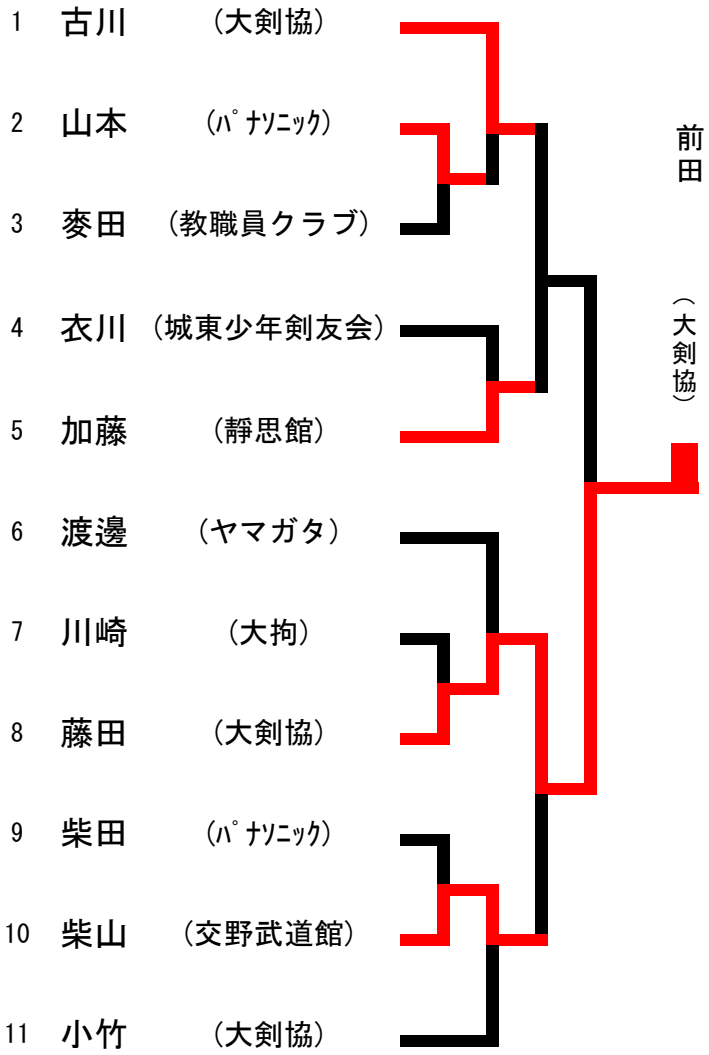 1 古川 (大剣協)
2 山本 (ﾊﾟﾅｿﾆｯｸ)
3 麥田 (教職員クラブ)
4 衣川 (城東少年剣友会)
5 加藤 (靜思館)
6 渡邊 (ヤマガタ)
7 川崎 (大拘)
8 藤田 (大剣協)
9 柴田 (ﾊﾟﾅｿﾆｯｸ)
10 柴山 (交野武道館)
11 小竹 (大剣協)
前田 (大剣協)